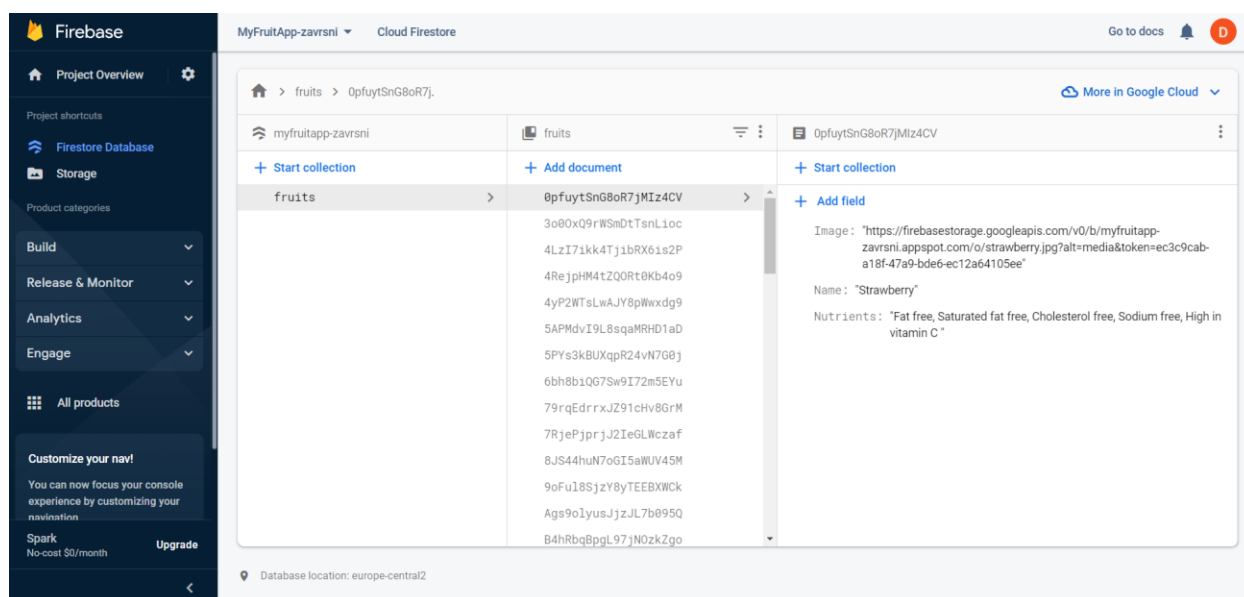 Firebase
MyFruitApp-zavrsni
Cloud Firestore
Go to docs
D
Project Overview
Project shortcuts
Firestore Database
Storage
Product categories
Build
Release & Monitor
Analytics
Engage
All products
Customize your nav!
You can now focus your console
experience by customizing your
navigation
Spark
No-cost $0/month
Upgrade
> fruits > 0pfuytSnG8oR7j.
More in Google Cloud
myfruitapp-zavrsni
+ Start collection
fruits
fruits
+ Add document
0pfuytSnG8oR7jMIz4CV
3o0OxQ9rWSmDtTsnLioc
4LzI7ikk4TjibRX6is2P
4RejpHM4tZQORt0Kb4o9
4yP2WTsLwAJY8pWwxdg9
5APMdvI9L8sqaMRHD1aD
5PYs3kBUXqpR24vN7G0j
6bh8biQG7Sw9I72m5EYu
79rqEdrrxJZ91cHv8GrM
7RjePjprjJ2IeGLWczaf
8JS44huN7oGI5aWUV45M
9oFul8SjzY8yTEEBXWCk
Ags9olyusJjzJL7b095Q
B4hRbqBpgL97jNOzkZgo
0pfuytSnG8oR7jMIz4CV
+ Start collection
+ Add field
Image: "https://firebasestorage.googleapis.com/v0/b/myfruitapp-
zavrsni.appspot.com/o/strawberry.jpg?alt=media&token=ec3c9cab-
a18f-47a9-bde6-ec12a64105ee"
Name: "Strawberry"
Nutrients: "Fat free, Saturated fat free, Cholesterol free, Sodium free, High in
vitamin C "
Database location: europe-central2